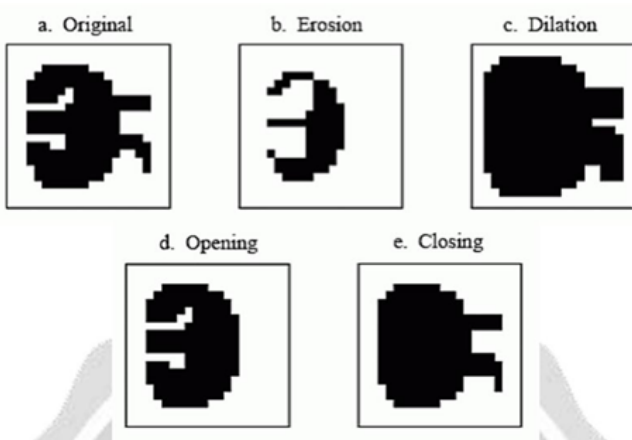 a. Original
b. Erosion
c. Dilation
d. Opening
e. Closing